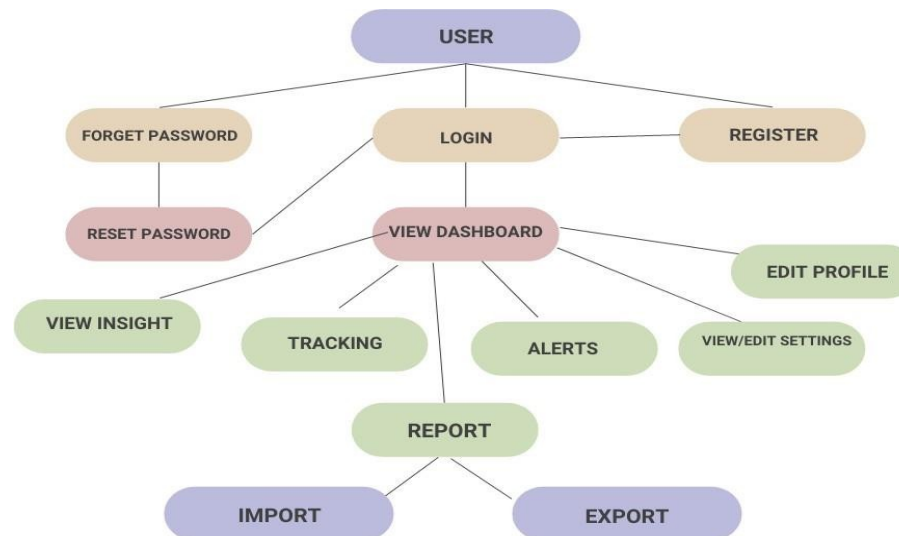 USER
FORGET PASSWORD
LOGIN
REGISTER
RESET PASSWORD
VIEW DASHBOARD
EDIT PROFILE
VIEW INSIGHT
TRACKING
ALERTS
VIEW/EDIT SETTINGS
REPORT
IMPORT
EXPORT